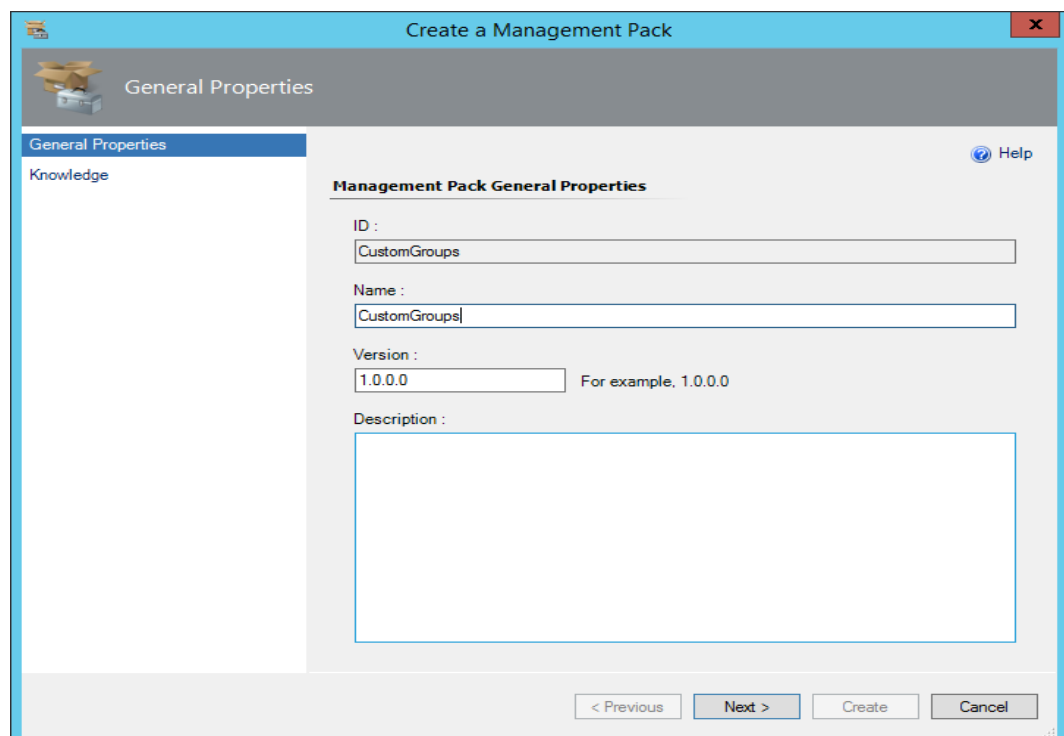 Create a Management Pack
x
General Properties
General Properties
Knowledge
Help
Management Pack General Properties
ID :
CustomGroups
Name :
CustomGroups
Version :
1.0.0.0 For example, 1.0.0.0
Description :
< Previous Next > Create Cancel